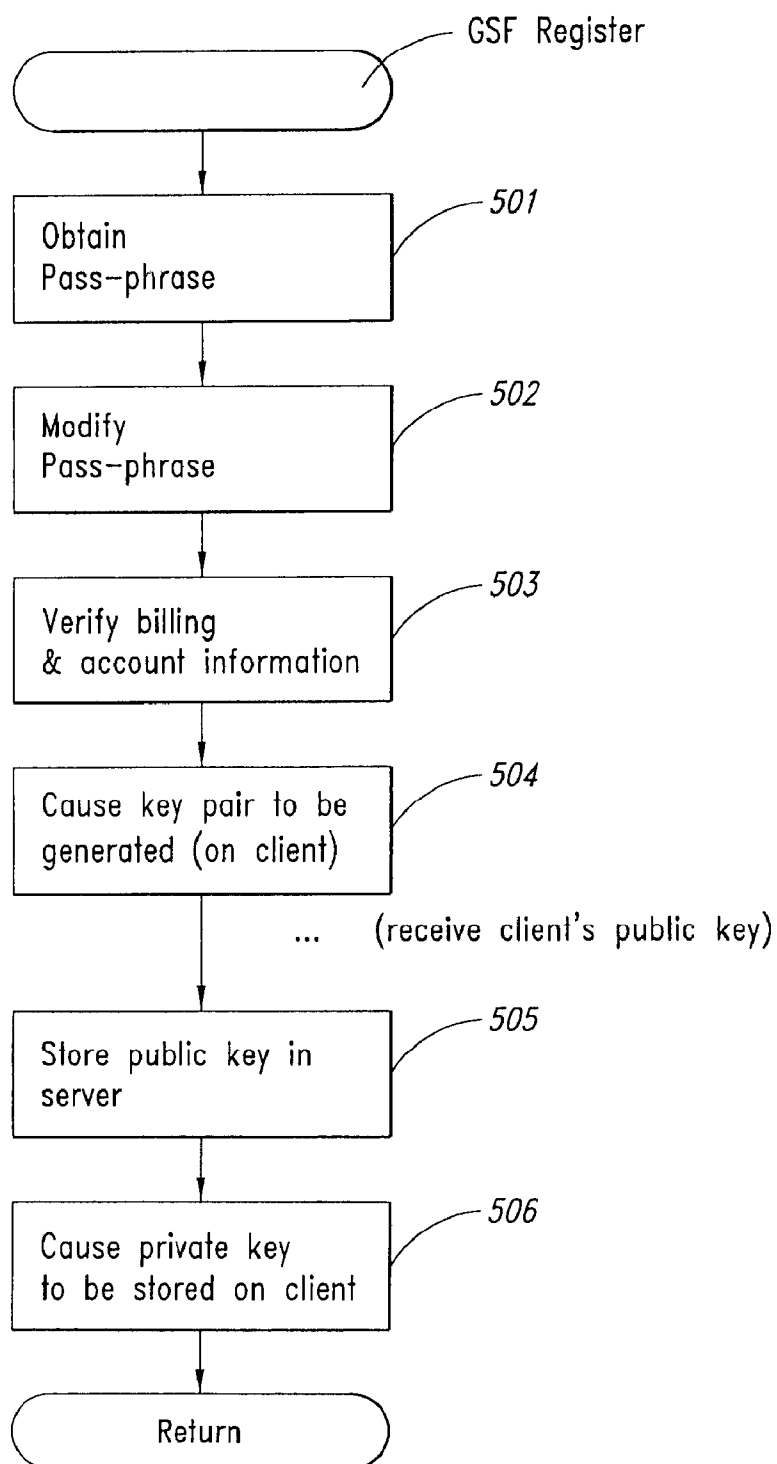 GSF Register
501
Obtain
Pass-phrase
502
Modify
Pass-phrase
503
Verify billing
& account information
504
Cause key pair to be
generated (on client)
... (receive client's public key)
505
Store public key in
server
506
Cause private key
to be stored on client
Return